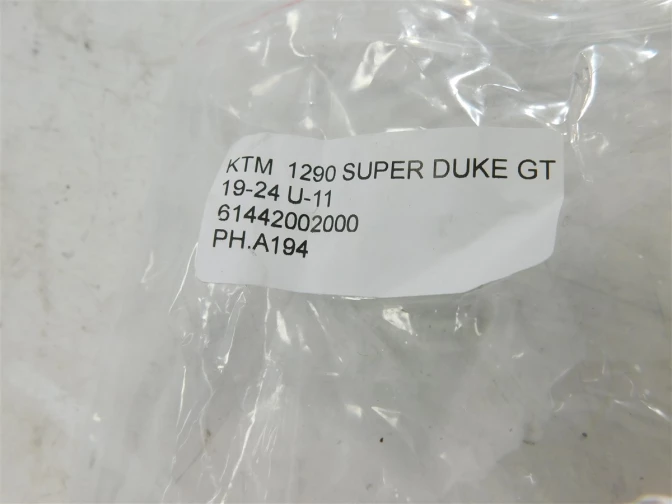 KTM 1290 SUPER DUKE GT
19-24 U-11
61442002000
PH.A194